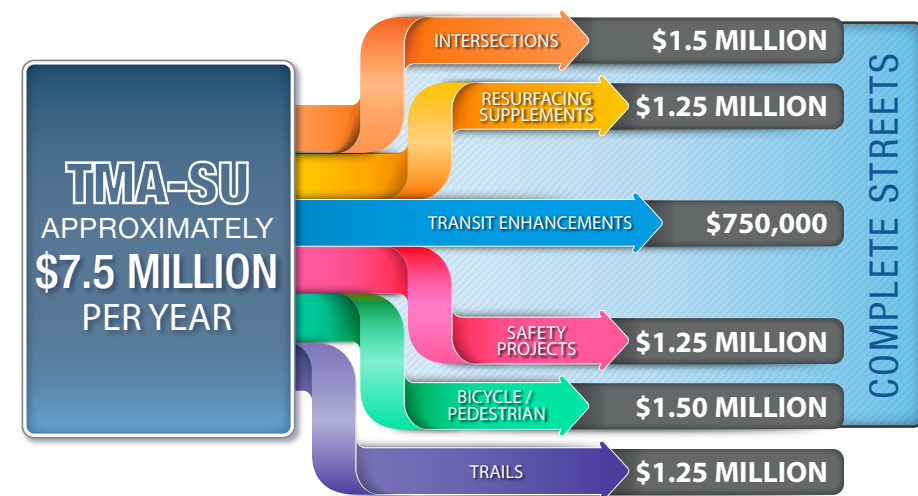 TMA-SU
APPROXIMATELY
$7.5 MILLION
PER YEAR
INTERSECTIONS
$1.5 MILLION
RESURFACING
SUPPLEMENTS
$1.25 MILLION
TRANSIT ENHANCEMENTS
$750,000
SAFETY
PROJECTS
$1.25 MILLION
BICYCLE /
PEDESTRIAN
$1.50 MILLION
TRAILS
$1.25 MILLION
COMPLETE STREETS